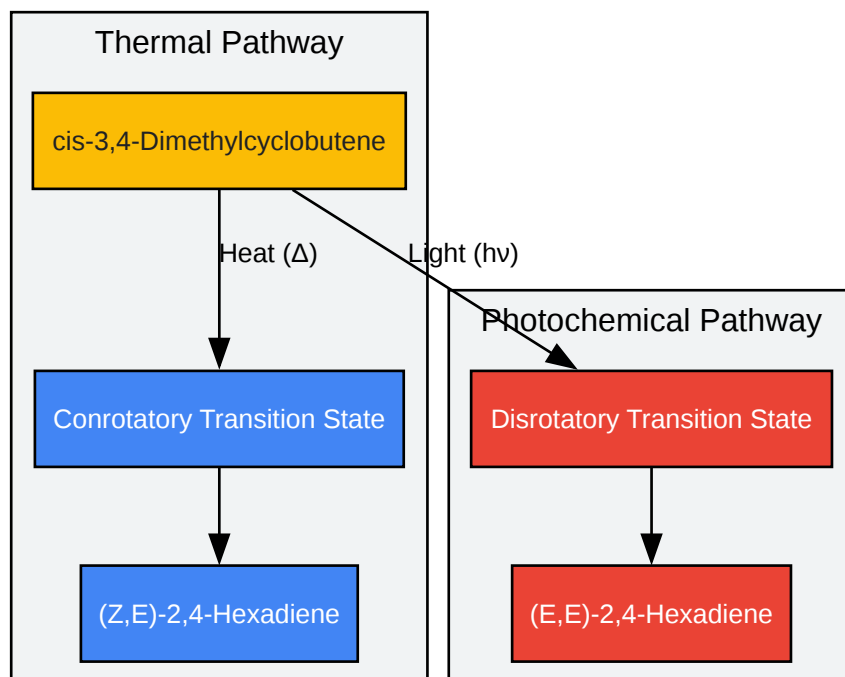 Thermal Pathway
cis-3,4-Dimethylcyclobutene
Heat (Δ)
Light (hν)
Photochemical Pathway
Conrotatory Transition State
Disrotatory Transition State
(Z,E)-2,4-Hexadiene
(E,E)-2,4-Hexadiene